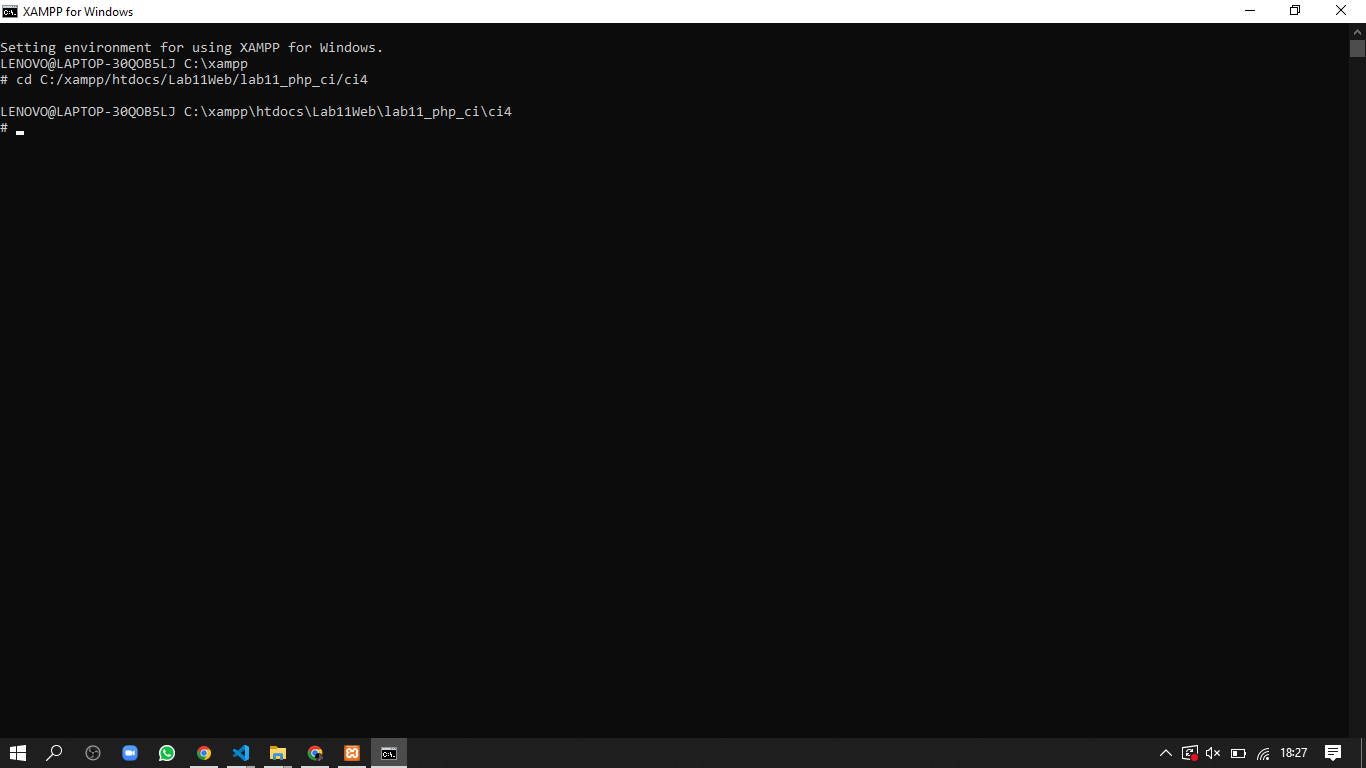 XAMPP for Windows
Setting environment for using XAMPP for Windows.
LENOVO@LAPTOP-30QOB5LJ C:\xampp
# cd C:/xampp/htdocs/Lab11Web/lab11_php_ci/ci4
LENOVO@LAPTOP-30QOB5LJ C:\xampp\htdocs\Lab11Web\lab11_php_ci\ci4
#
18:27